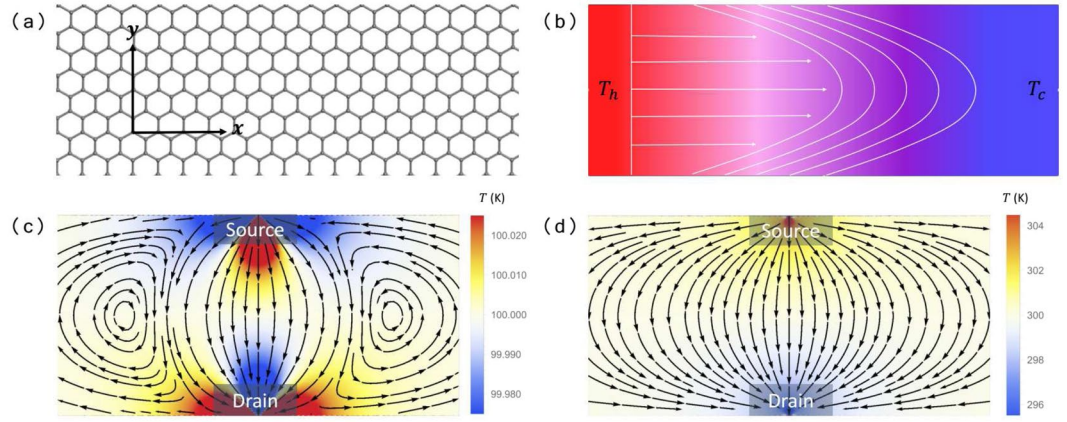 (a)
y
x
(b)
T_h
T_c
(c)
T (K)
Source
Drain
100.020
100.010
100.000
99.990
99.980
(d)
T (K)
Source
Drain
304
302
300
298
296